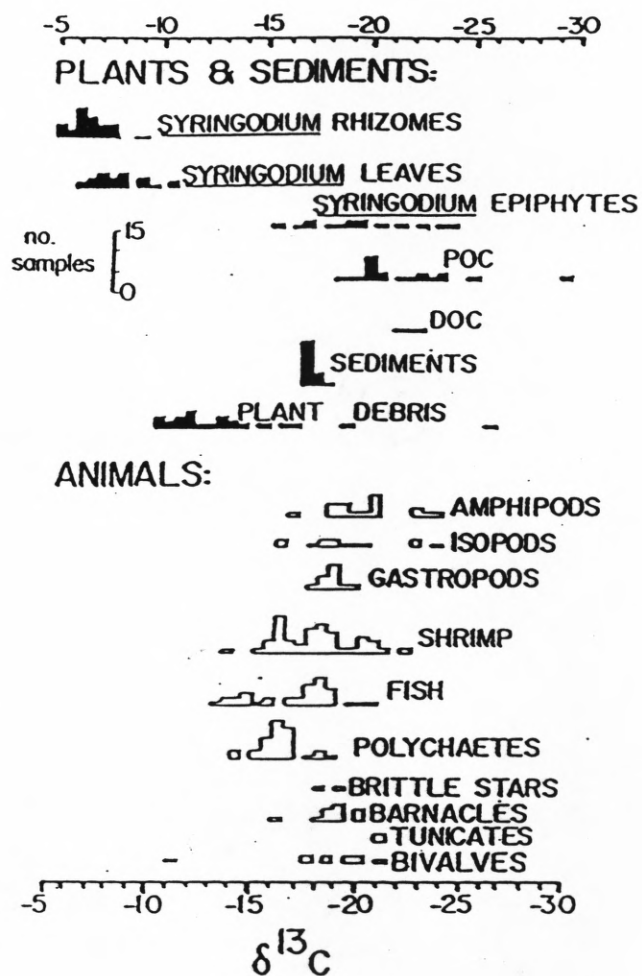 -5 -10 -15 -20 -25 -30
PLANTS & SEDIMENTS:
SYRINGODIUM RHIZOMES
SYRINGODIUM LEAVES
SYRINGODIUM EPIPHYTES
no. samples
15
0
POC
DOC
SEDIMENTS
PLANT DEBRIS
ANIMALS:
AMPHIPODS
ISOPODS
GASTROPODS
SHRIMP
FISH
POLYCHAETES
BRITTLE STARS
BARNACLES
TUNICATES
BIVALVES
-5 -10 -15 -20 -25 -30
δ¹³C